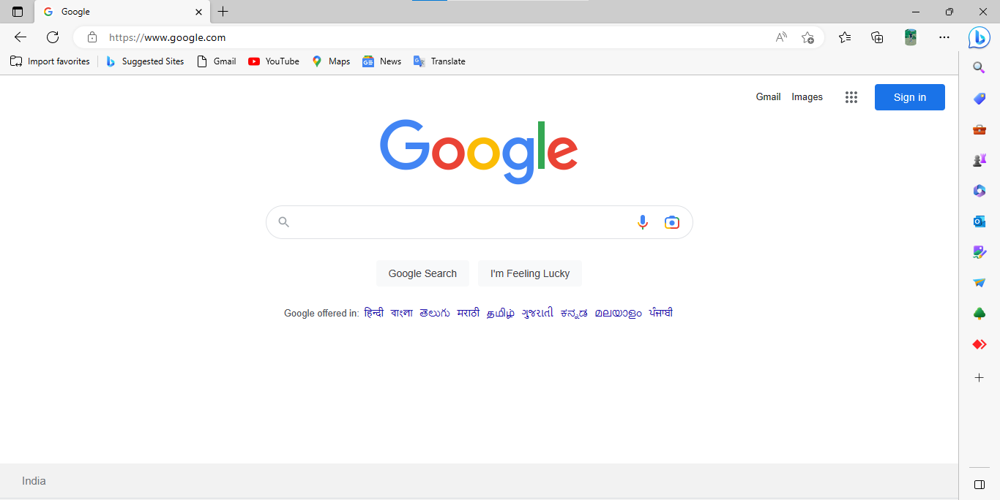 Google
https://www.google.com
Import favorites Suggested Sites Gmail YouTube Maps News Translate
Gmail Images Sign in
Google
Google Search I'm Feeling Lucky
Google offered in: हिन्दी বাংলা తెలుగు मराठी தமிழ் ગુજરાતી ಕನ್ನಡ മലയാളം ਪੰਜਾਬੀ
India